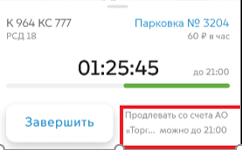 К 964 КС 777 Парковка № 3204
РСД 18 60 ₽ в час
01:25:45 до 21:00
Завершить
Продлевать со счета АО
«Торг... можно до 21:00